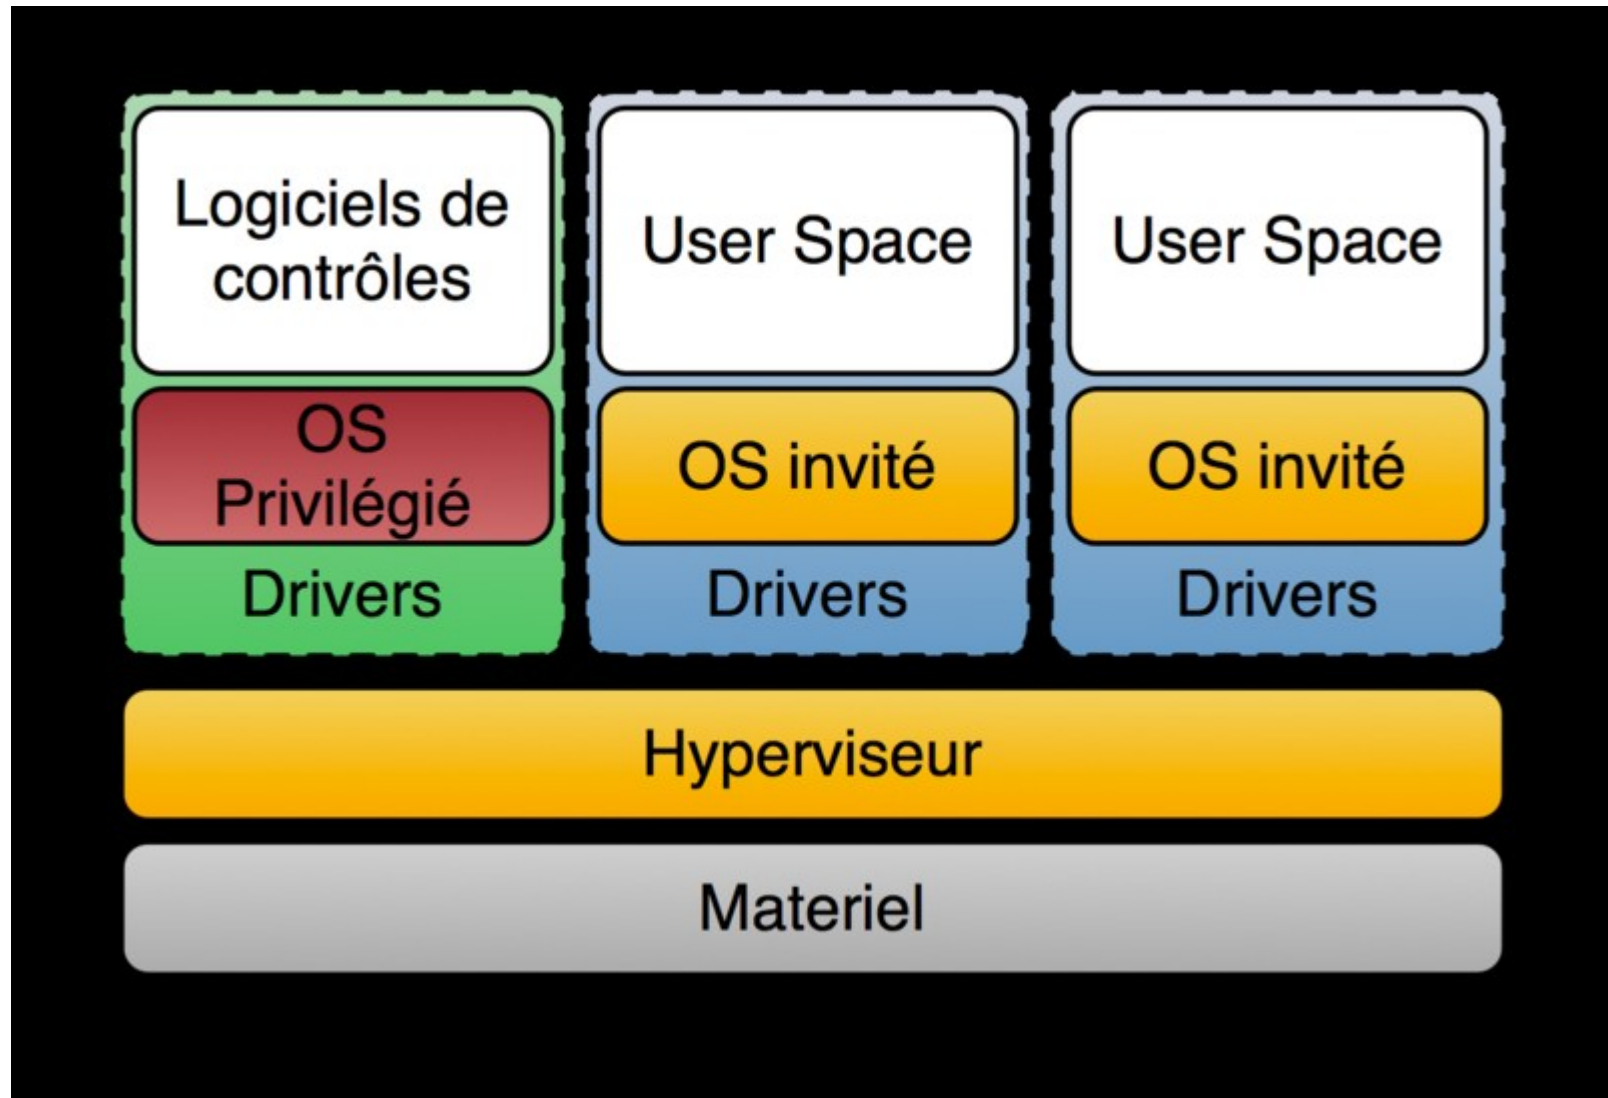 Logiciels de
contrôles
User Space
User Space
OS
Privilégié
OS invité
OS invité
Drivers
Drivers
Drivers
Hyperviseur
Materiel